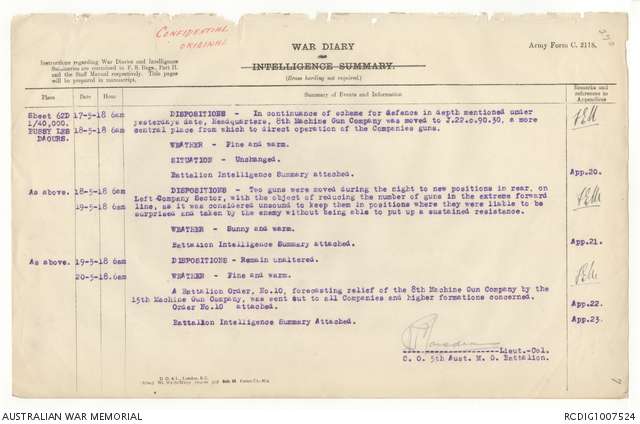 CONFIDENTIAL
ORIGINAL
WAR DIARY
INTELLIGENCE SUMMARY.
(Erase heading not required.)
Army Form C. 2118.
Instructions regarding War Diaries and Intelligence
Summaries are contained in F. S. Regs., Part II.
and the Staff Manual respectively. Title pages
will be prepared in manuscript.
Place Date Hour Summary of Events and Information Remarks and references to Appendices
Sheet 62D 17-5-18 6am DISPOSITIONS - In continuance of scheme for defence in depth mentioned under
1/40,000. yesterdays date, Headquarters, 8th Machine Gun Company was moved to J.22.c.90.30, a more
BUSSY LES 18-5-18 6am central place from which to direct operation of the Companies guns.
DAOURS.
WEATHER - Fine and warm.
SITUATION - Unchanged.
Battalion Intelligence Summary attached. App.20.
As above. 18-5-18 6am DISPOSITIONS - Two guns were moved during the night to new positions in rear, on
Left Company Sector, with the object of reducing the number of guns in the extreme forward
19-5-18 6am line, as it was considered unsound to keep them in positions where they were liable to be
surprised and taken by the enemy without being able to put up a sustained resistance.
WEATHER - Sunny and warm.
Battalion Intelligence Summary attached. App.21.
As above. 19-5-18 6am DISPOSITIONS - Remain unaltered.
20-5-18.6am WEATHER - Fine and warm.
A Battalion Order, No.10, forecasting relief of the 8th Machine Gun Company by the
15th Machine Gun Company, was sent out to all Companies and higher formations concerned.
Order No.10 attached. App.22.
Battalion Intelligence Summary Attached. App.23.
Lieut-Col.
C. O. 5th Aust. M. G. Battalion.
D. D. & L., London, E.C.
AUSTRALIAN WAR MEMORIAL
RCDIG1007524